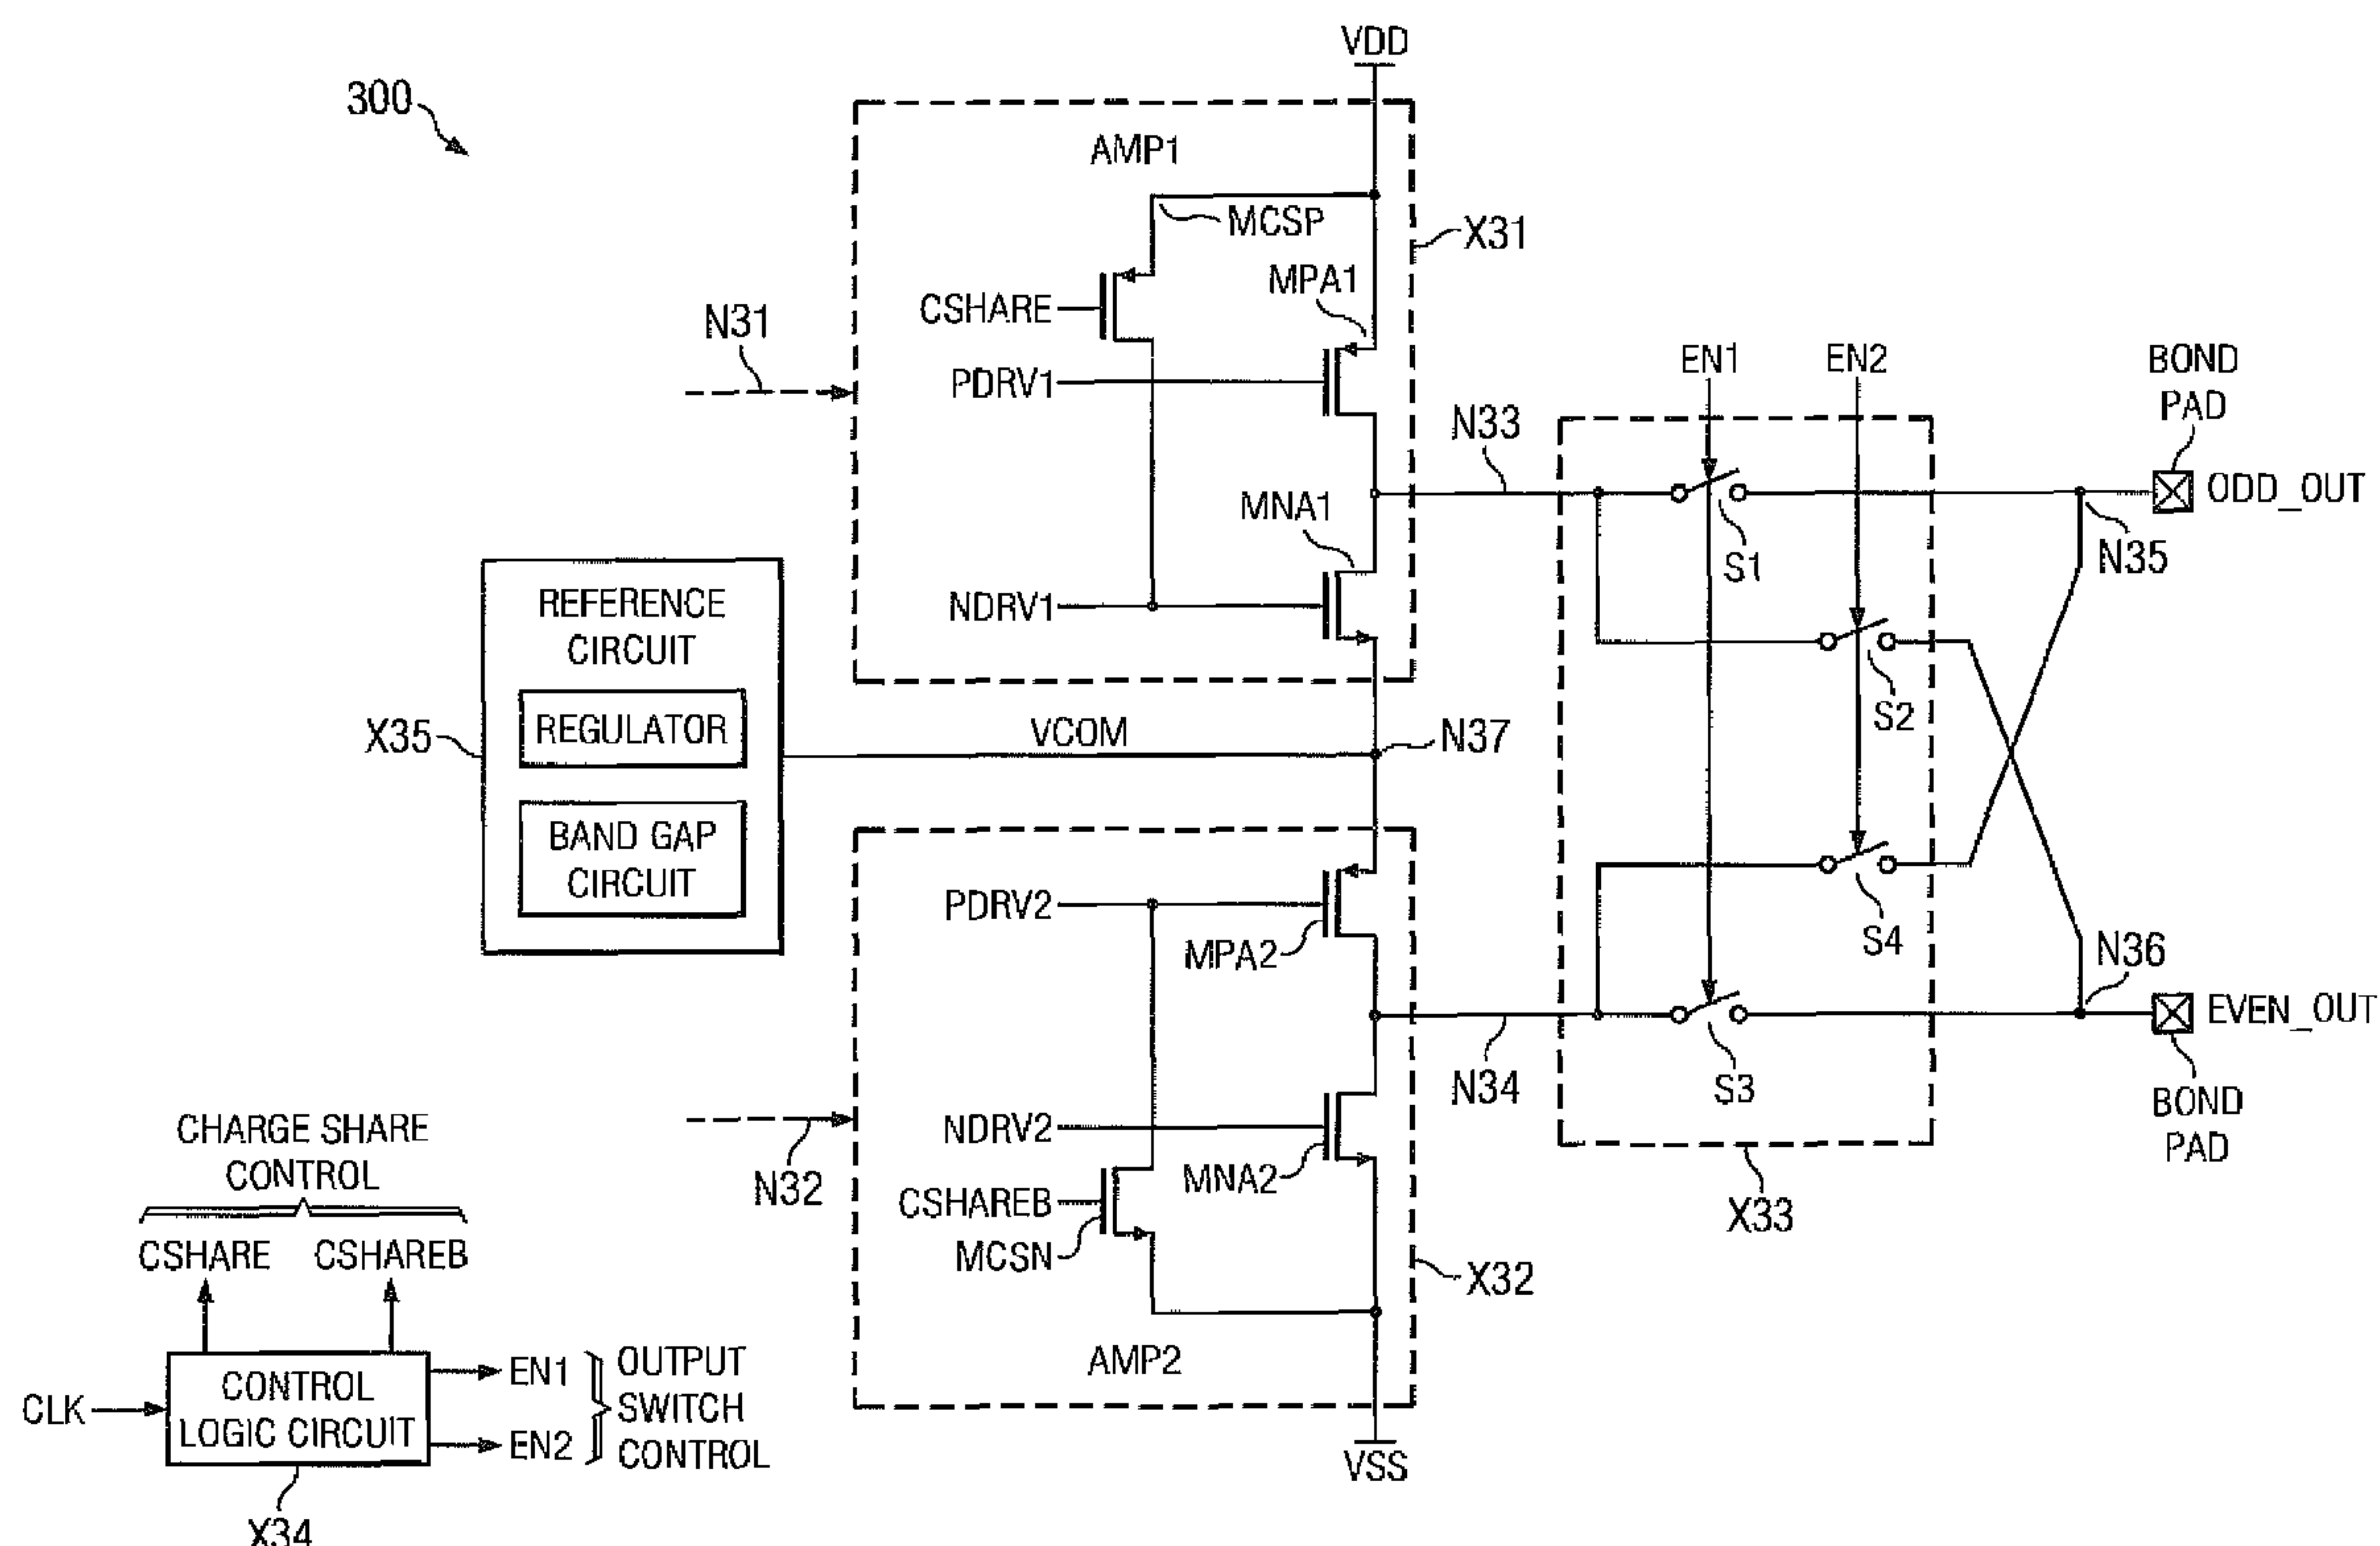 VDD
300
AMP1
MCSP
X31
MPA1
CSHARE
N31
PDRV1
EN1
EN2
BOND
PAD
N33
ODD_OUT
MNA1
S1
N35
NDRV1
REFERENCE
CIRCUIT
S2
REGULATOR
X35
VCOM
N37
BAND GAP
CIRCUIT
PDRV2
MPA2
S4
N36
EVEN_OUT
N34
S3
BOND
PAD
NDRV2
CHARGE SHARE
CONTROL
N32
MNA2
CSHAREB
X33
CSHARE
CSHAREB
MCSN
X32
AMP2
CLK
CONTROL
LOGIC CIRCUIT
EN1
EN2
OUTPUT
SWITCH
CONTROL
VSS
X34